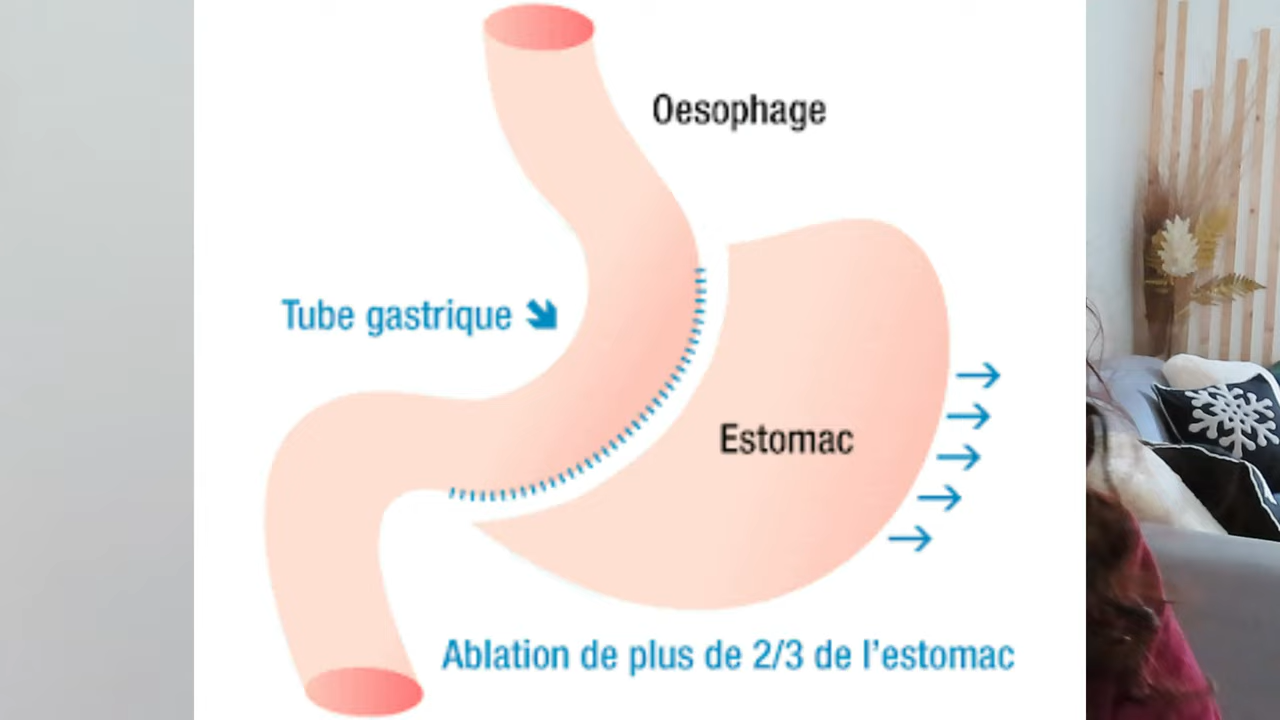 Oesophage
Tube gastrique
Estomac
Ablation de plus de 2/3 de l'estomac